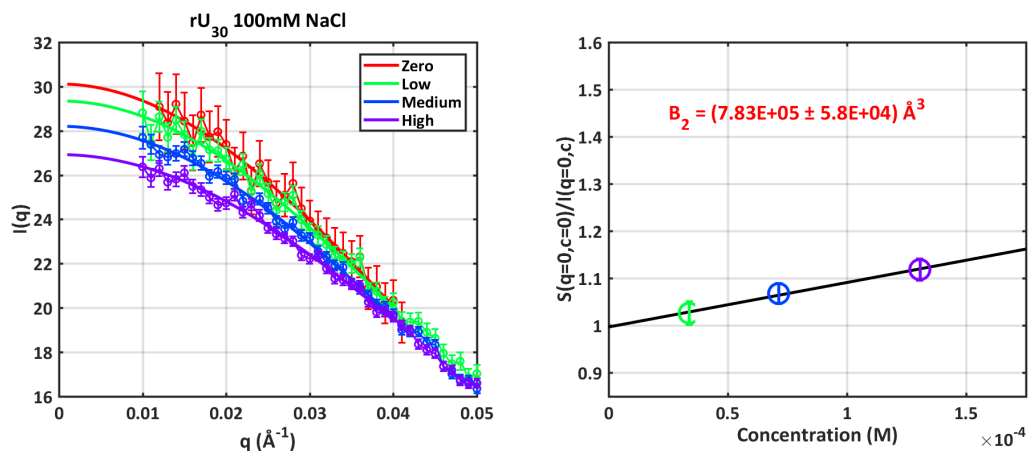 rU30 100mM NaCl
I(q)
32
30
28
26
24
22
20
18
16
0
0.01
0.02
0.03
0.04
0.05
q (Å-1)
Zero
Low
Medium
High
S(q=0,c=0)/I(q=0,c)
1.6
1.5
1.4
1.3
1.2
1.1
1
0.9
B2 = (7.83E+05 ± 5.8E+04) Å3
0
0.5
1
1.5
Concentration (M)
×10-4